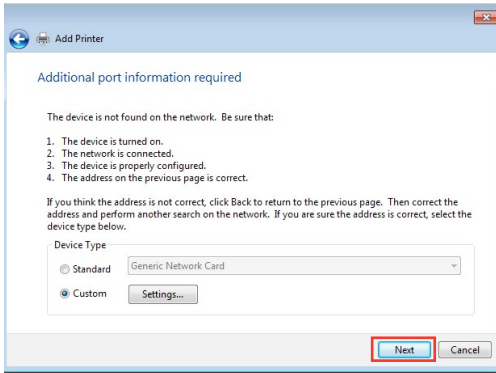 Add Printer
Additional port information required
The device is not found on the network. Be sure that:
1. The device is turned on.
2. The network is connected.
3. The device is properly configured.
4. The address on the previous page is correct.
If you think the address is not correct, click Back to return to the previous page. Then correct the
address and perform another search on the network. If you are sure the address is correct, select the
device type below.
Device Type
Standard
Generic Network Card
Custom
Settings...
Next
Cancel